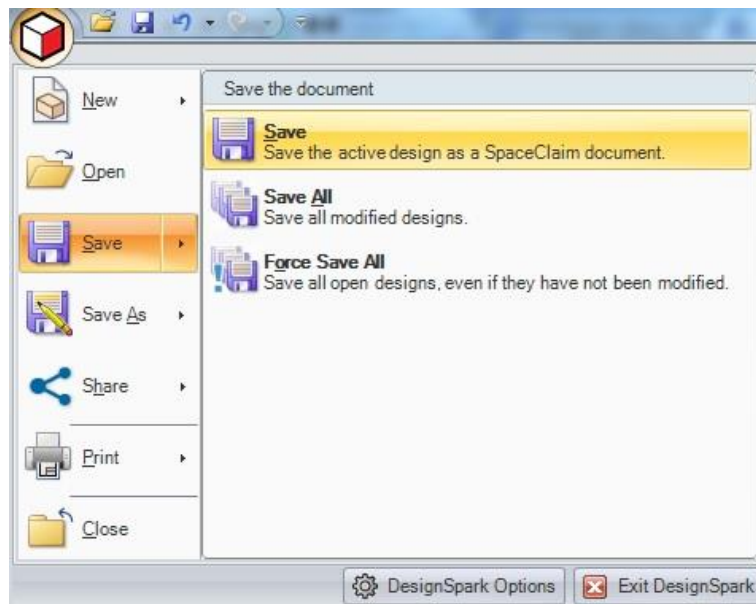 New
Open
Save
Save As
Share
Print
Close
Save the document
Save
Save the active design as a SpaceClaim document.
Save All
Save all modified designs.
Force Save All
Save all open designs, even if they have not been modified.
DesignSpark Options
Exit DesignSpark